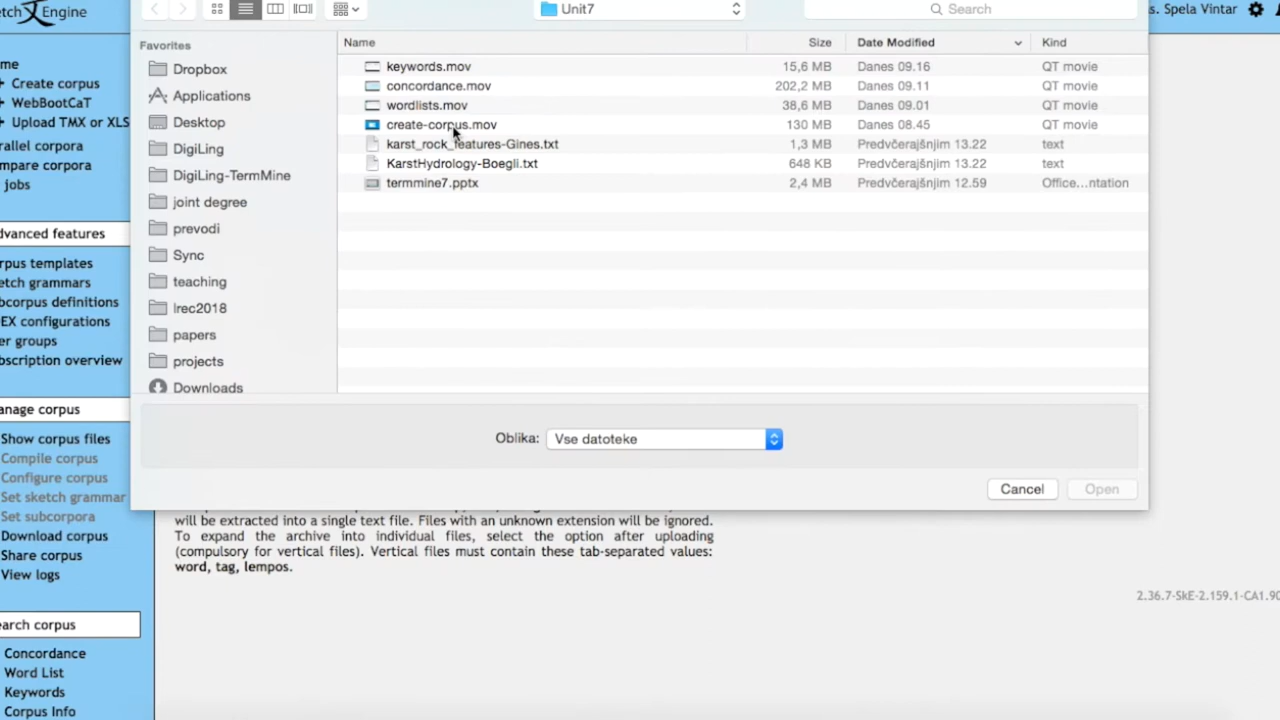 etch Engine
s. Spela Vintar
Unit7
Search
me
Create corpus
WebBootCaT
Upload TMX or XLS
rallel corpora
mpare corpora
jobs
dvanced features
rpus templates
etch grammars
bcorpus definitions
EX configurations
er groups
bscription overview
anage corpus
Show corpus files
Compile corpus
Configure corpus
Set sketch grammar
Set subcorpora
Download corpus
Share corpus
View logs
earch corpus
Concordance
Word List
Keywords
Corpus Info
Favorites
Dropbox
Applications
Desktop
DigiLing
DigiLing-TermMine
joint degree
prevodi
Sync
teaching
lrec2018
papers
projects
Downloads
Name Size Date Modified Kind
keywords.mov 15,6 MB Danes 09.16 QT movie
concordance.mov 202,2 MB Danes 09.11 QT movie
wordlists.mov 38,6 MB Danes 09.01 QT movie
create-corpus.mov 130 MB Danes 08.45 QT movie
karst_rock_features-Gines.txt 1,3 MB Predvčerajšnjim 13.22 text
KarstHydrology-Boegli.txt 648 KB Predvčerajšnjim 13.22 text
termmine7.pptx 2,4 MB Predvčerajšnjim 12.59 Office...ntation
Oblika: Vse datoteke
Cancel Open
will be extracted into a single text file. Files with an unknown extension will be ignored.
To expand the archive into individual files, select the option after uploading
(compulsory for vertical files). Vertical files must contain these tab-separated values:
word, tag, lempos.
2.36.7-SkE-2.159.1-CA1.90